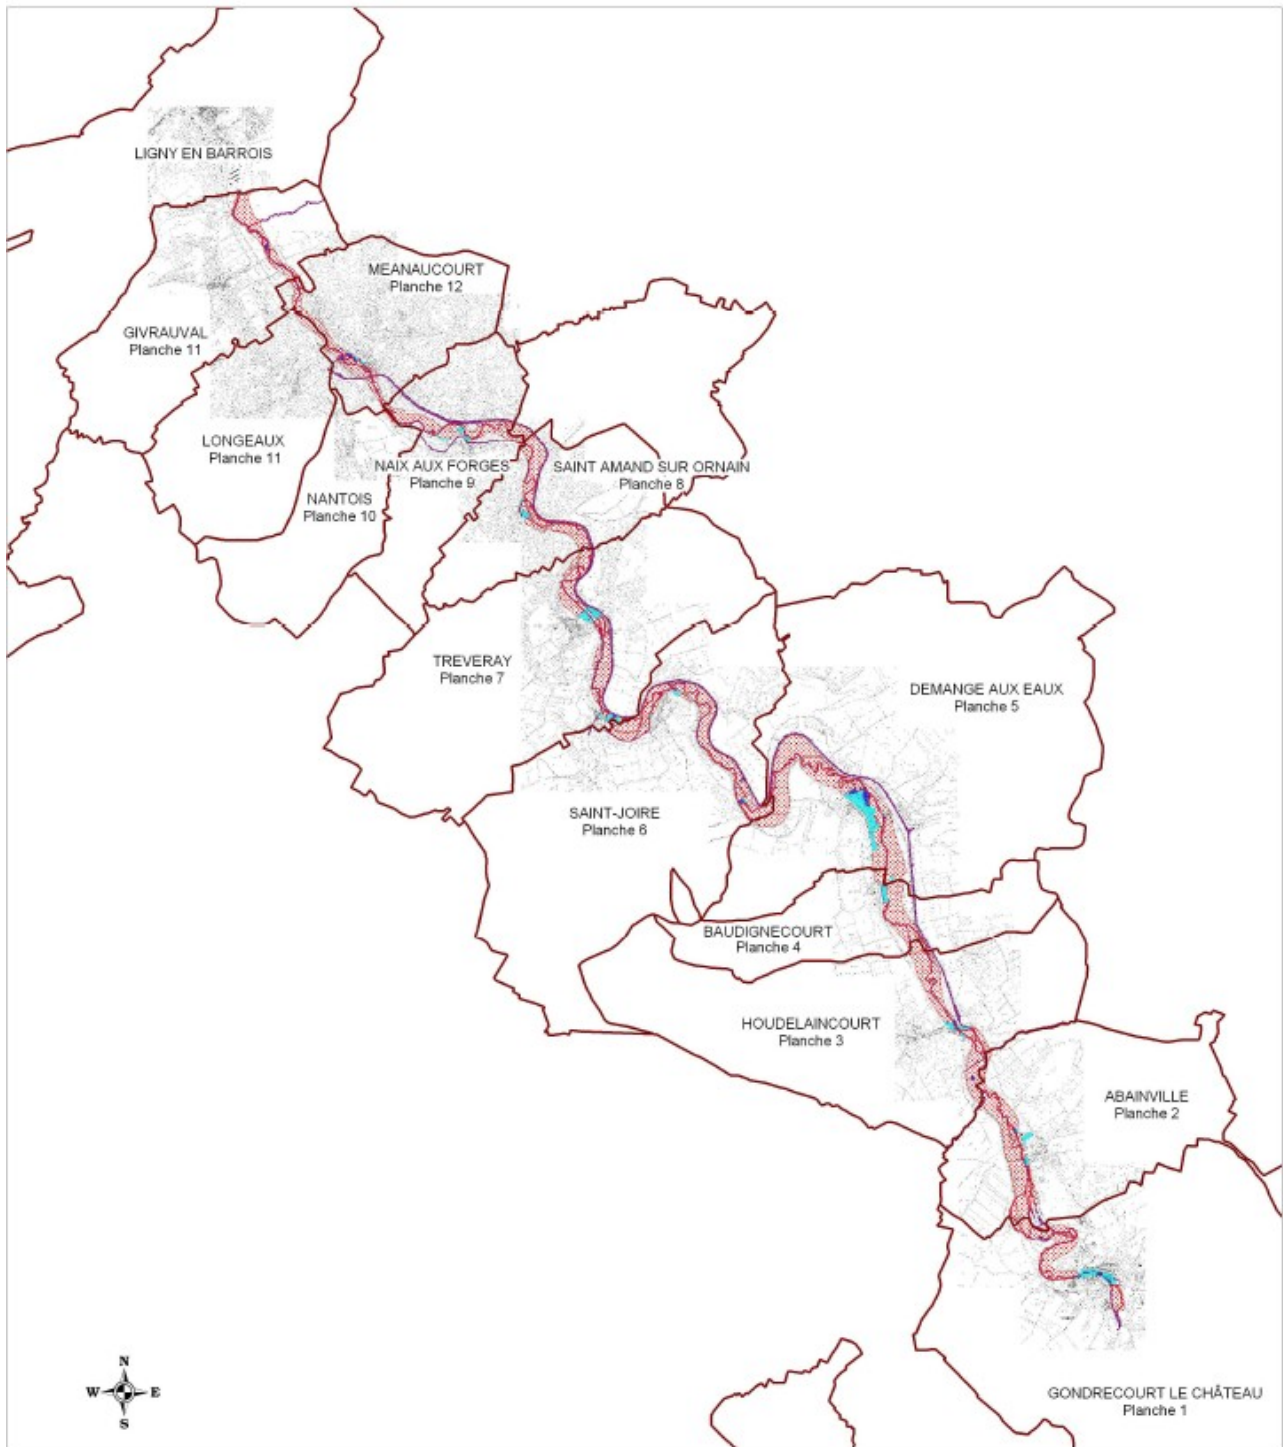 LIGNY EN BARROIS
MEANAUCOURT
Planche 12
GIVRAUVAL
Planche 11
LONGEAUX
Planche 11
NAIX AUX FORGES
Planche 9
SAINT AMAND SUR ORNAIN
Planche 8
NANTOIS
Planche 10
TREVERAY
Planche 7
DEMANGE AUX EAUX
Planche 5
SAINT-JOIRE
Planche 6
BAUDIGNECOURT
Planche 4
HOUDELAINCOURT
Planche 3
ABAINVILLE
Planche 2
N
W E
S
GONDRECOURT LE CHÂTEAU
Planche 1